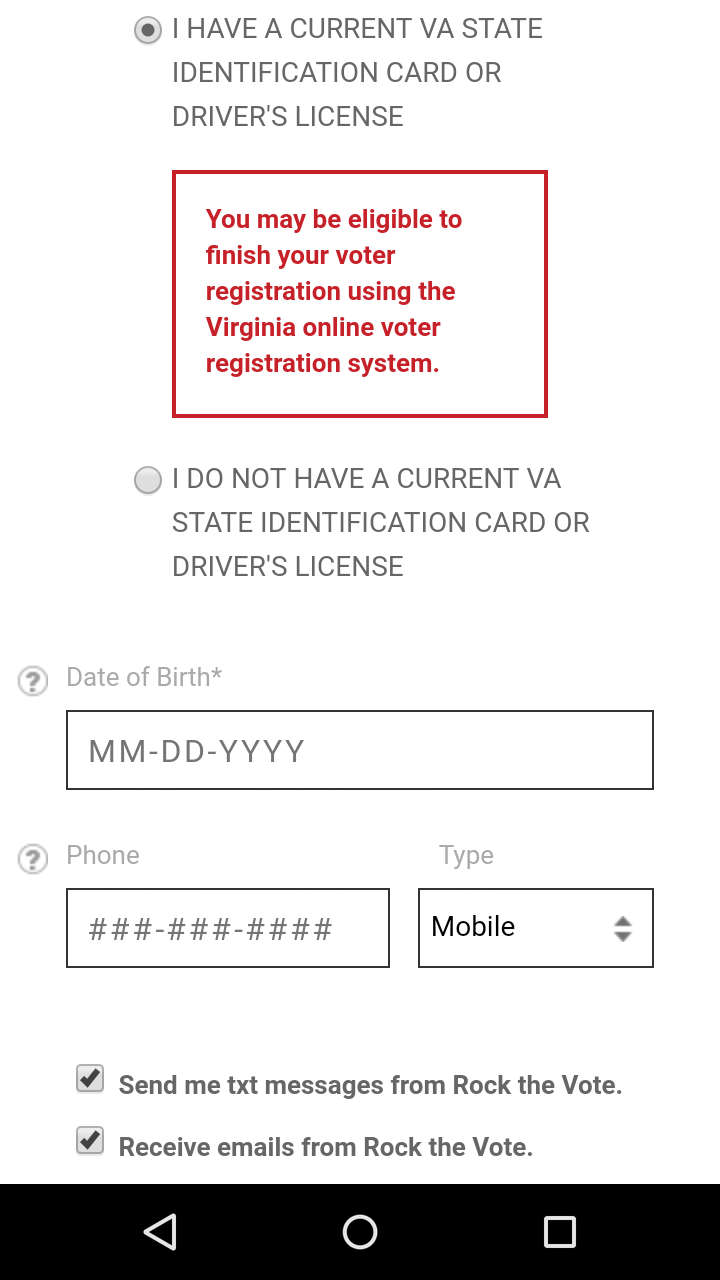 I HAVE A CURRENT VA STATE
IDENTIFICATION CARD OR
DRIVER'S LICENSE
You may be eligible to
finish your voter
registration using the
Virginia online voter
registration system.
I DO NOT HAVE A CURRENT VA
STATE IDENTIFICATION CARD OR
DRIVER'S LICENSE
? Date of Birth*
MM-DD-YYYY
? Phone Type
###-###-#### Mobile
Send me txt messages from Rock the Vote.
Receive emails from Rock the Vote.